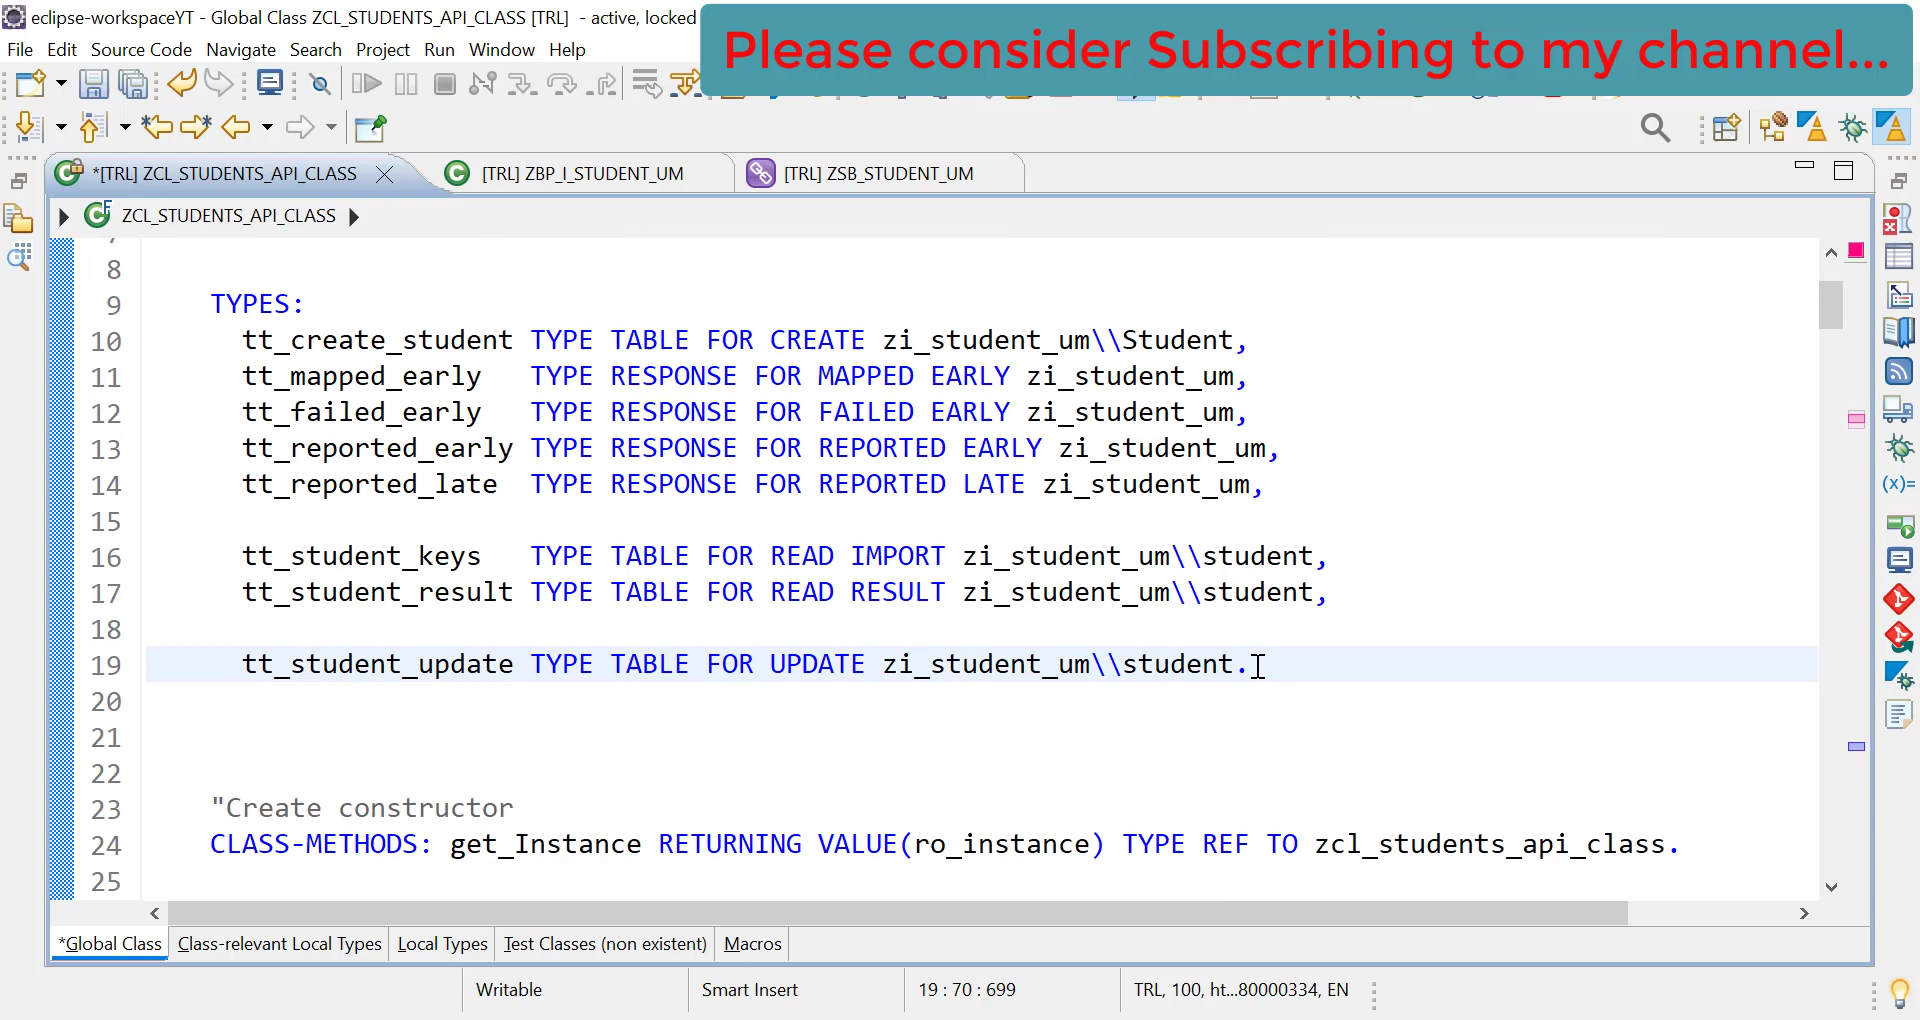 eclipse-workspaceYT - Global Class ZCL_STUDENTS_API_CLASS [TRL] - active, locked
Please consider Subscribing to my channel...
File Edit Source Code Navigate Search Project Run Window Help
*[TRL] ZCL_STUDENTS_API_CLASS
[TRL] ZBP_I_STUDENT_UM
[TRL] ZSB_STUDENT_UM
ZCL_STUDENTS_API_CLASS
8
9 TYPES:
10 tt_create_student TYPE TABLE FOR CREATE zi_student_um\\Student,
11 tt_mapped_early TYPE RESPONSE FOR MAPPED EARLY zi_student_um,
12 tt_failed_early TYPE RESPONSE FOR FAILED EARLY zi_student_um,
13 tt_reported_early TYPE RESPONSE FOR REPORTED EARLY zi_student_um,
14 tt_reported_late TYPE RESPONSE FOR REPORTED LATE zi_student_um,
15
16 tt_student_keys TYPE TABLE FOR READ IMPORT zi_student_um\\student,
17 tt_student_result TYPE TABLE FOR READ RESULT zi_student_um\\student,
18
19 tt_student_update TYPE TABLE FOR UPDATE zi_student_um\\student.
20
21
22
23 "Create constructor
24 CLASS-METHODS: get_Instance RETURNING VALUE(ro_instance) TYPE REF TO zcl_students_api_class.
25
*Global Class Class-relevant Local Types Local Types Test Classes (non existent) Macros
Writable Smart Insert 19 : 70 : 699 TRL, 100, ht...80000334, EN
(x)=